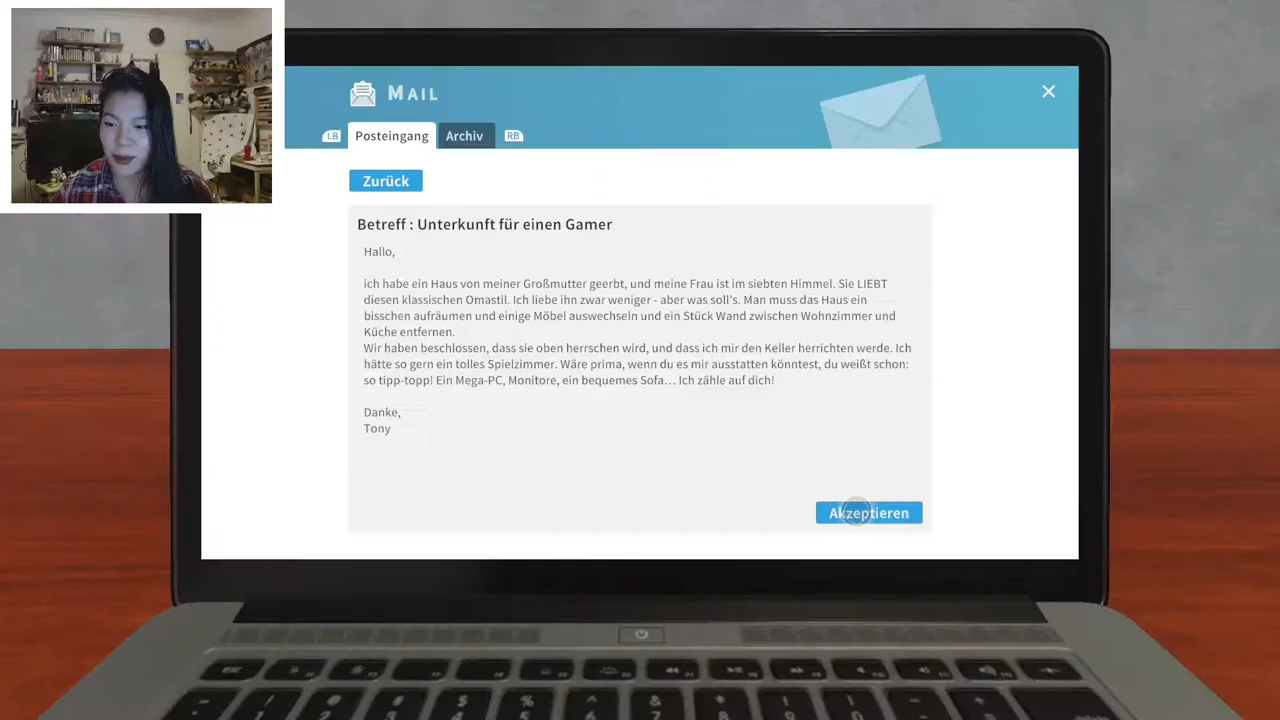 MAIL
LB Posteingang Archiv RB
Zurück
Betreff : Unterkunft für einen Gamer
Hallo,
ich habe ein Haus von meiner Großmutter geerbt, und meine Frau ist im siebten Himmel. Sie LIEBT
diesen klassischen Omastil. Ich liebe ihn zwar weniger - aber was soll's. Man muss das Haus ein
bisschen aufräumen und einige Möbel auswechseln und ein Stück Wand zwischen Wohnzimmer und
Küche entfernen.
Wir haben beschlossen, dass sie oben herrschen wird, und dass ich mir den Keller herrichten werde. Ich
hätte so gern ein tolles Spielzimmer. Wäre prima, wenn du es mir ausstatten könntest, du weißt schon:
so tipp-topp! Ein Mega-PC, Monitore, ein bequemes Sofa... Ich zähle auf dich!
Danke,
Tony
Akzeptieren